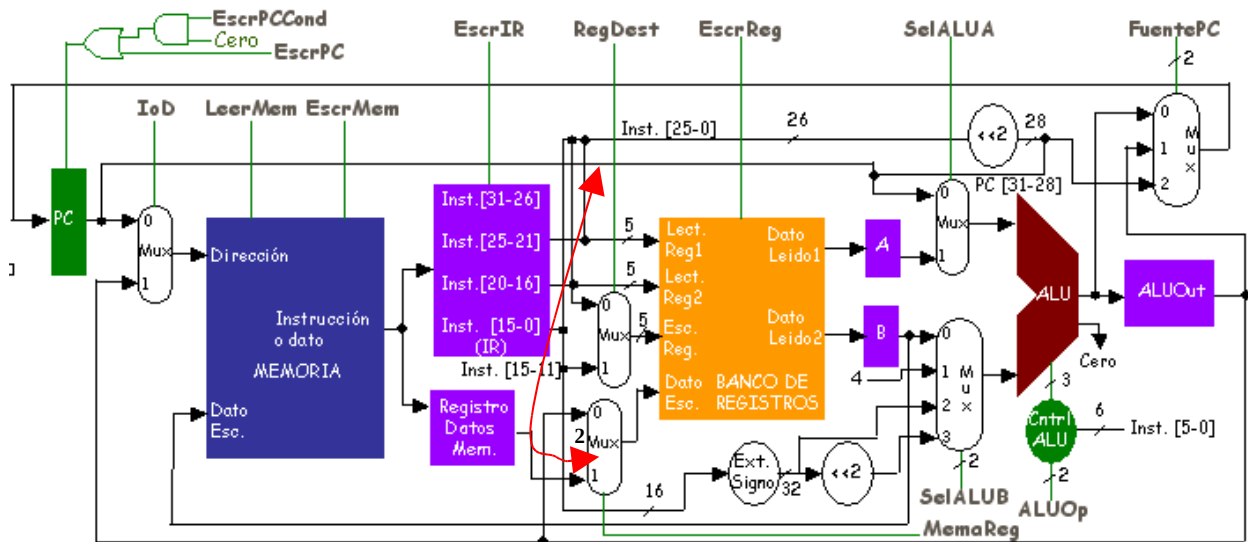 EscrPCCond
Cero
EscrPC
EscrIR
RegDest
EscrReg
SelALUA
FuentePC
2
IoD
LeerMem
EscrMem
Inst. [25-0]
26
<<2
28
0
1
2
Mux
PC
0
Mux
1
Dirección
Instrucción
o dato
MEMORIA
Dato
Esc.
Inst.[31-26]
Inst.[25-21]
Inst.[20-16]
Inst. [15-0]
(IR)
Inst. [15-11]
Registro
Datos
Mem.
5
5
5
0
Mux
1
0
Mux
2
1
Lect.
Reg1
Lect.
Reg2
Esc.
Reg.
Dato
Esc.
Dato
Leido1
Dato
Leido2
BANCO DE
REGISTROS
A
B
4
PC [31-28]
0
Mux
1
0
1
2
3
Mux
ALU
Cero
ALUOut
3
Cntrl
ALU
6
Inst. [5-0]
2
ALUOp
16
Ext.
Signo
32
<<2
2
SelALUB
MemaReg
]